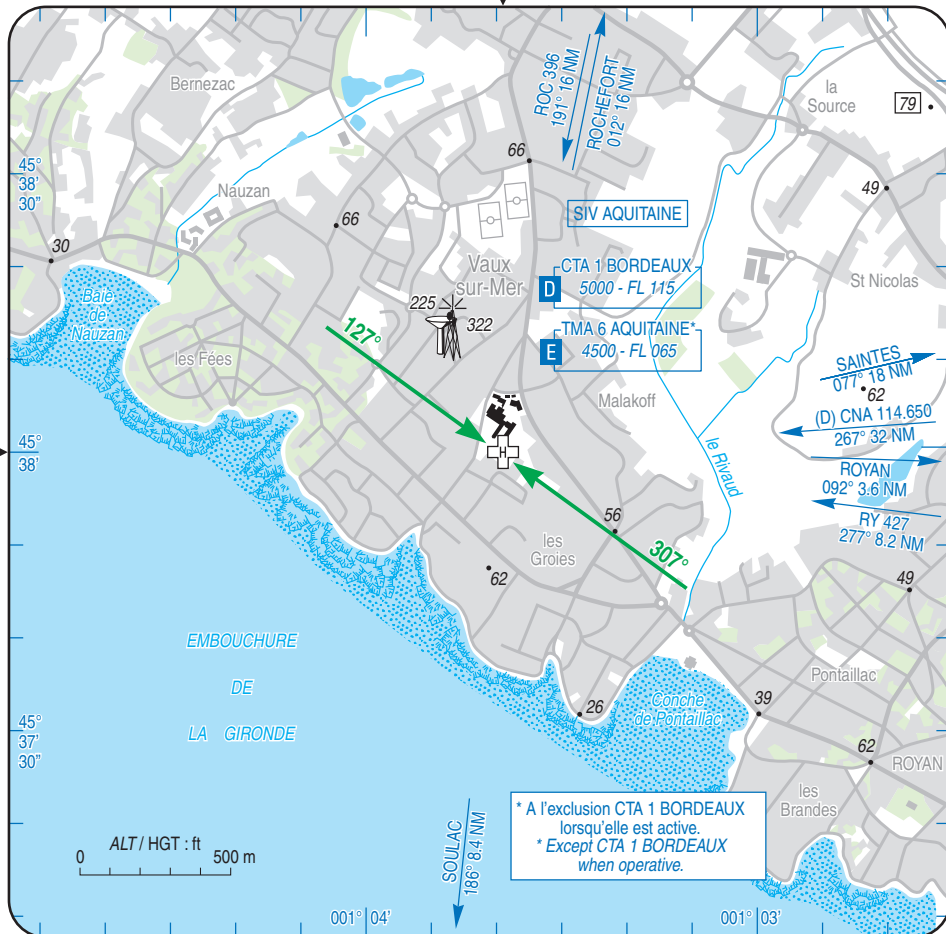 Bernezac
ROC 396
191° 16 NM
ROCHEFORT
012° 16 NM
la
Source
79
45°
38'
30"
66
49
Nauzan
66
SIV AQUITAINE
30
Vaux
sur-Mer
CTA 1 BORDEAUX
D
5000 - FL 115
St Nicolas
Baie
de
Nauzan
225
322
TMA 6 AQUITAINE*
E
4500 - FL 065
127°
les Fées
SAINTES
077° 18 NM
62
Malakoff
(D) CNA 114.650
267° 32 NM
45°
38'
H
le Rivaud
ROYAN
092° 3.6 NM
RY 427
277° 8.2 NM
56
les
Groies
307°
62
49
EMBOUCHURE
DE
LA GIRONDE
Pontaillac
26
Conche
de Pontaillac
39
45°
37'
30"
62
ROYAN
les
Brandes
* A l'exclusion CTA 1 BORDEAUX
lorsqu'elle est active.
* Except CTA 1 BORDEAUX
when operative.
ALT / HGT : ft
0
500 m
SOULAC
186° 8.4 NM
001° 04'
001° 03'